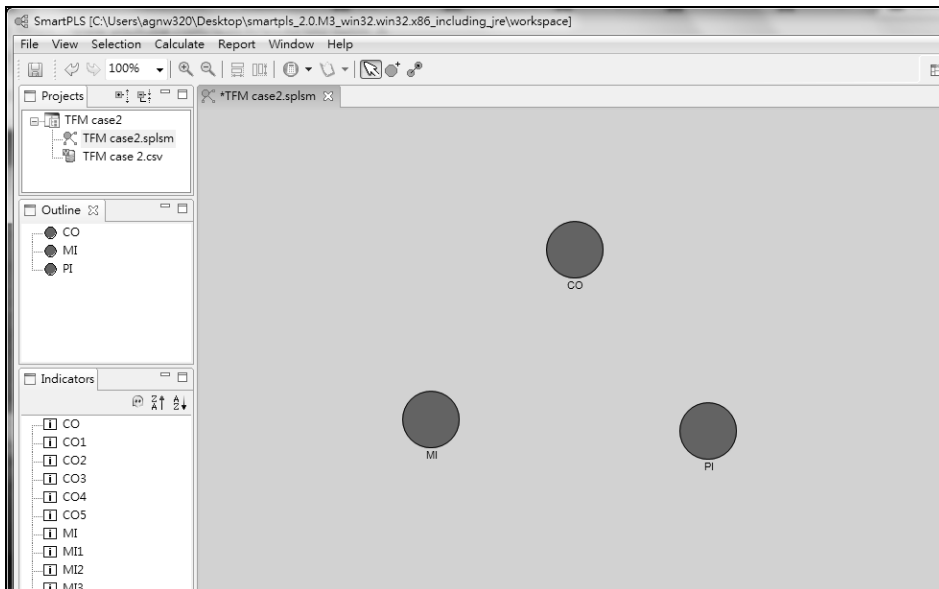 SmartPLS [C:\Users\agnw320\Desktop\smartpls_2.0.M3_win32.win32.x86_including_jre\workspace]
File View Selection Calculate Report Window Help
100%
Projects
TFM case2
TFM case2.splsm
TFM case 2.csv
*TFM case2.splsm
Outline
CO
MI
PI
Indicators
Z A
A Z
CO
CO1
CO2
CO3
CO4
CO5
MI
MI1
MI2
MI3
CO
MI
PI